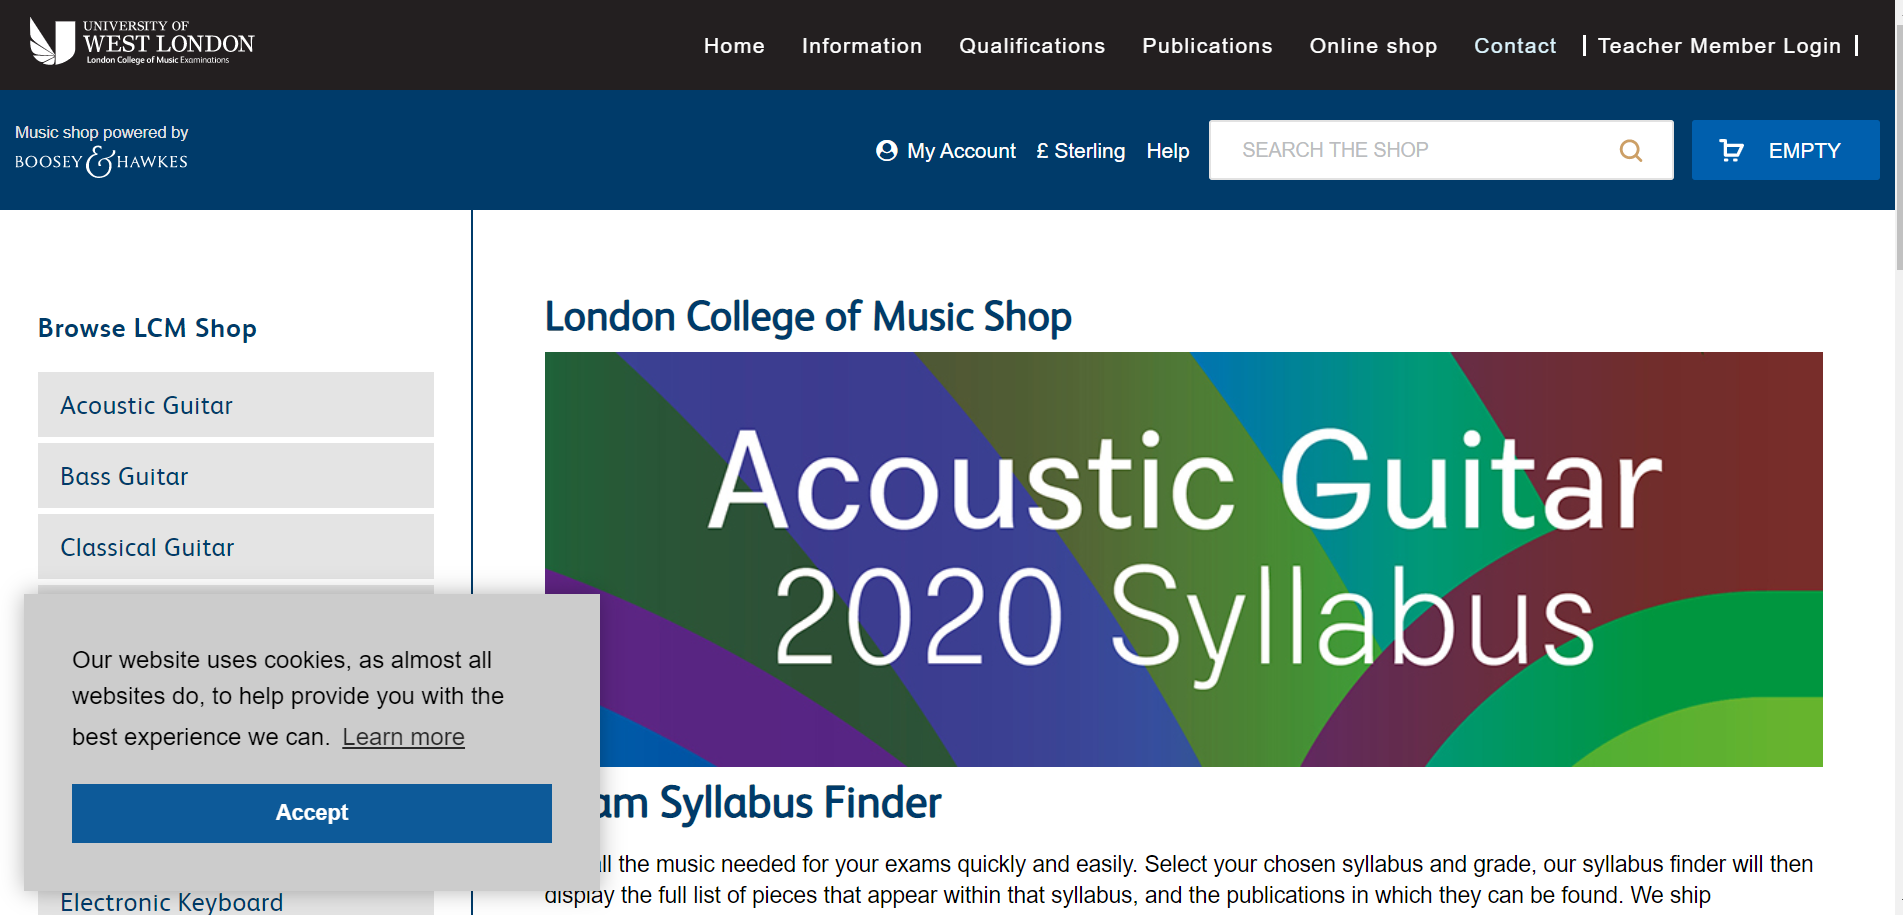 UNIVERSITY OF
WEST LONDON
London College of Music Examinations
Home Information Qualifications Publications Online shop Contact Teacher Member Login
Music shop powered by
BOOSEY & HAWKES
My Account £ Sterling Help SEARCH THE SHOP EMPTY
Browse LCM Shop
Acoustic Guitar
Bass Guitar
Classical Guitar
Electronic Keyboard
London College of Music Shop
Acoustic Guitar
2020 Syllabus
Our website uses cookies, as almost all
websites do, to help provide you with the
best experience we can. Learn more
Accept
am Syllabus Finder
ll the music needed for your exams quickly and easily. Select your chosen syllabus and grade, our syllabus finder will then
display the full list of pieces that appear within that syllabus, and the publications in which they can be found. We ship